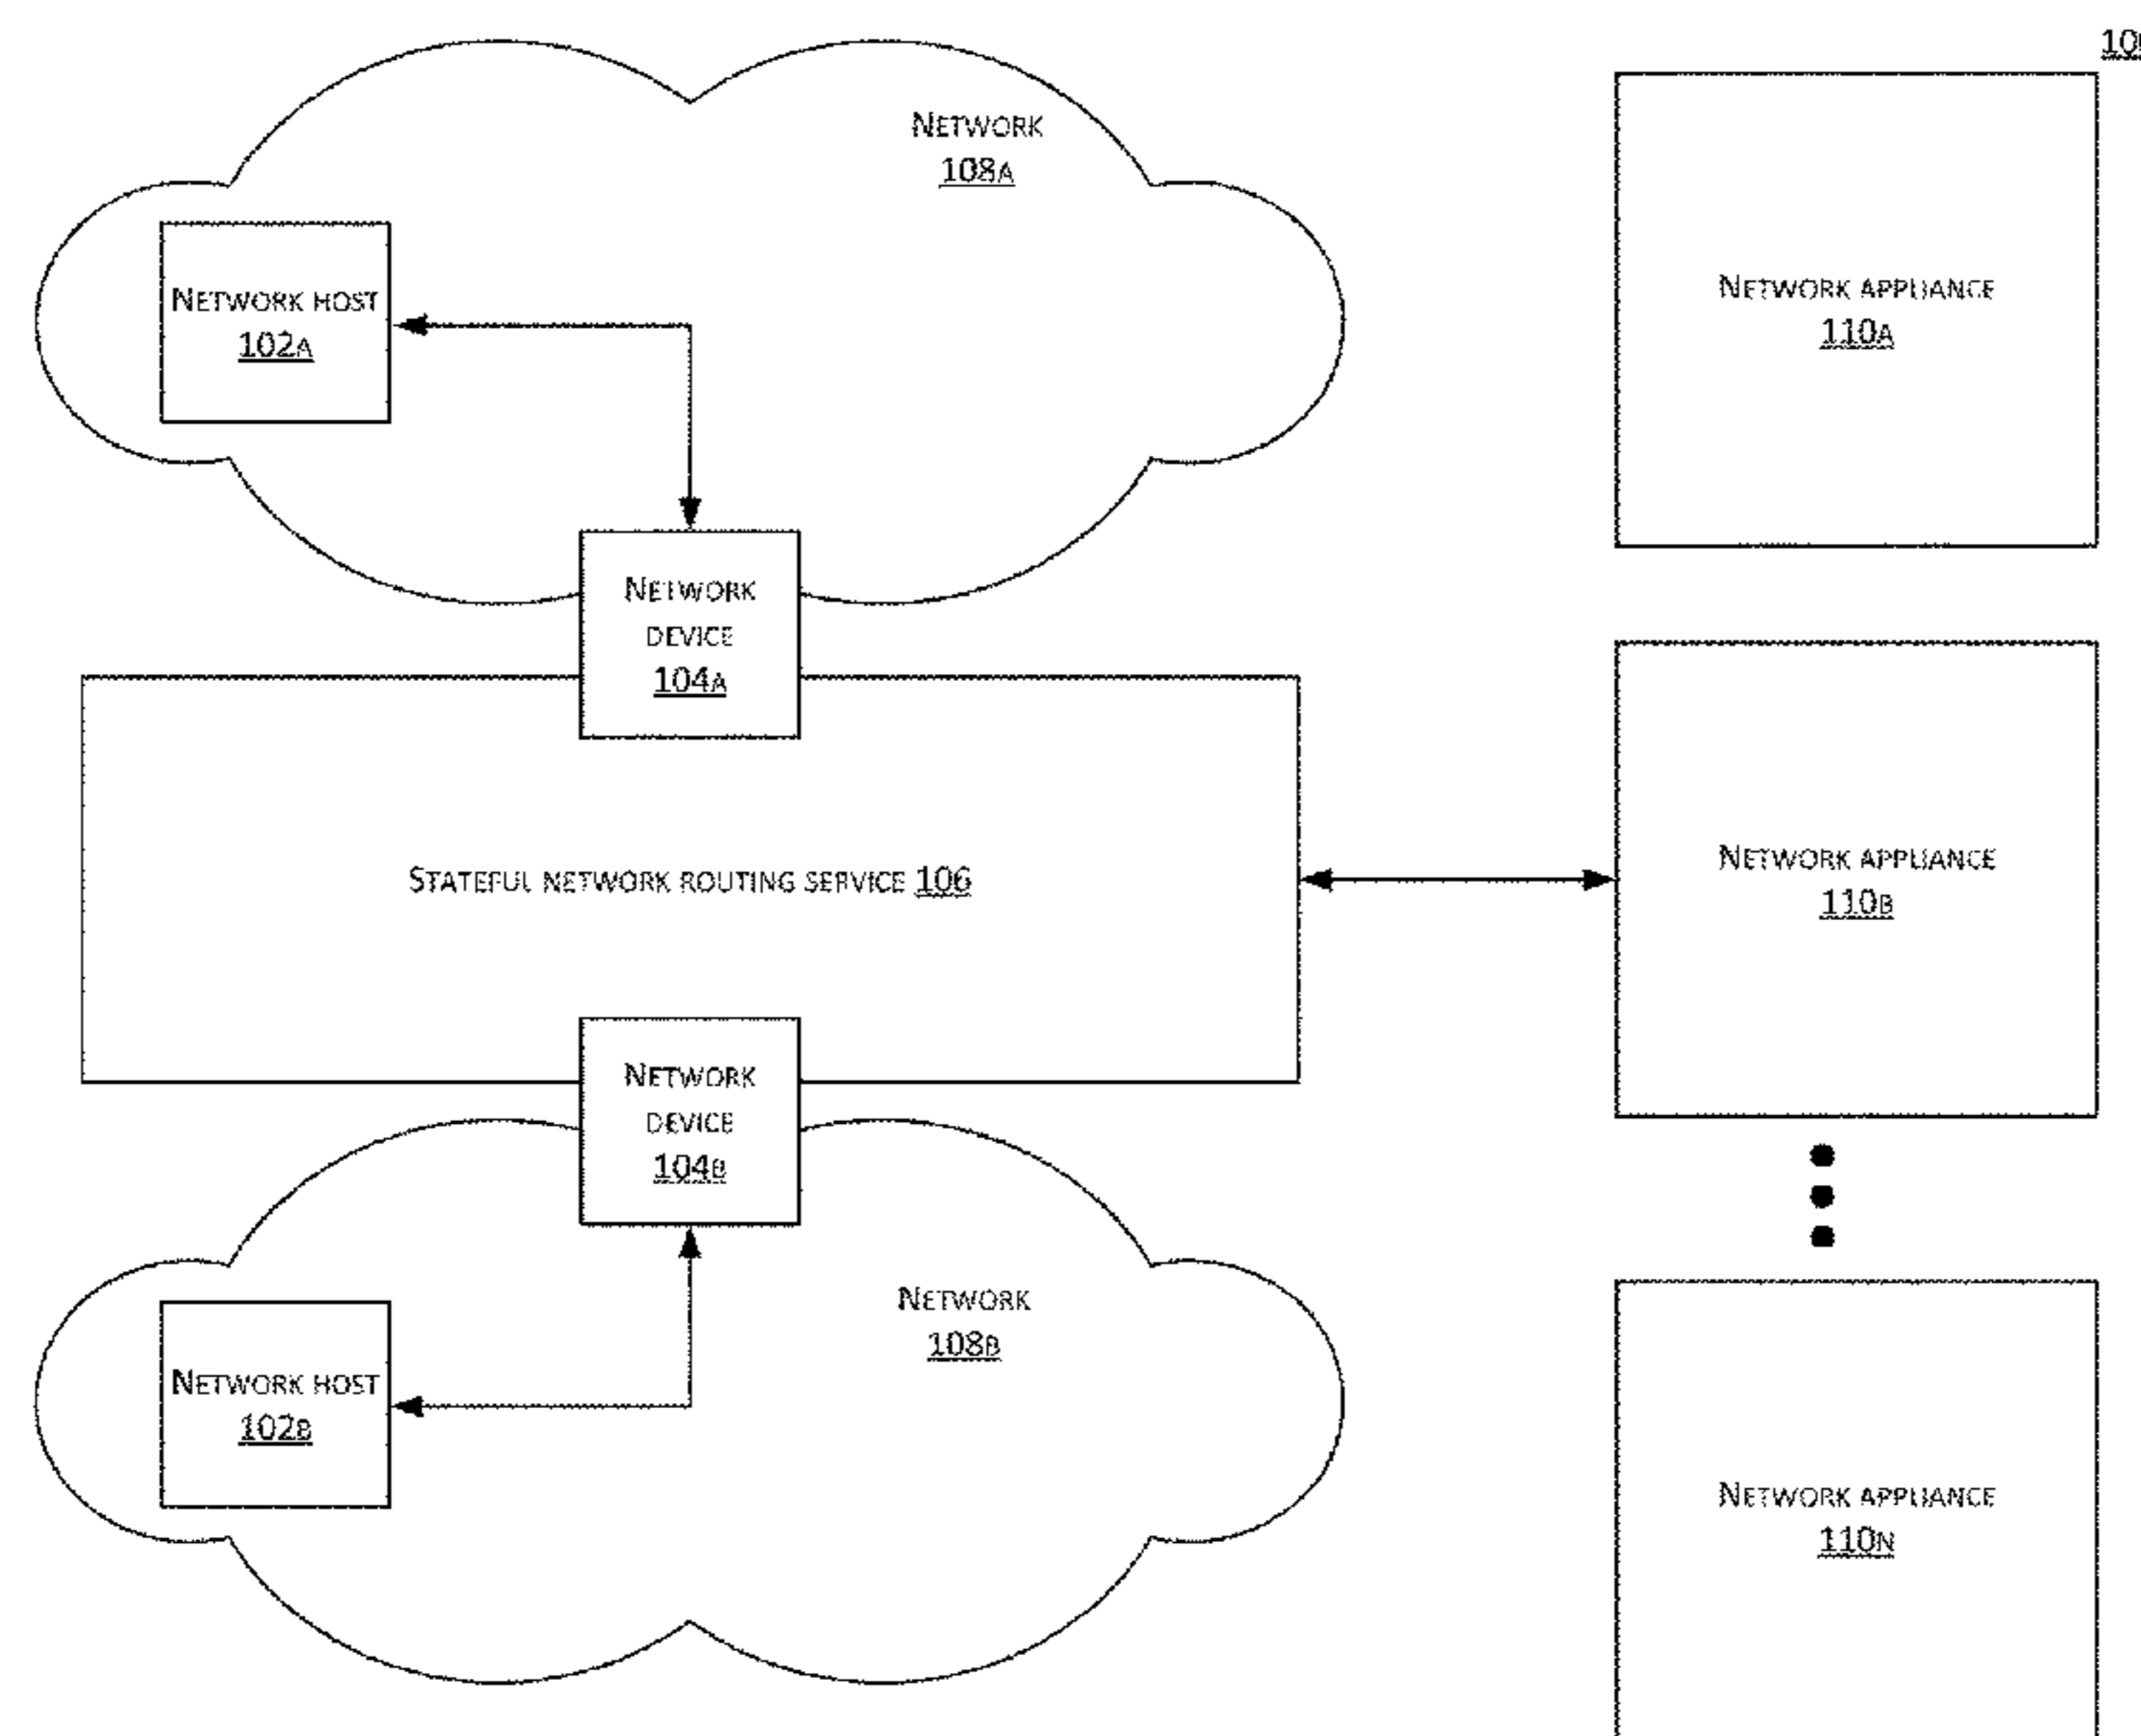 NETWORK
108A
NETWORK HOST
102A
NETWORK
DEVICE
104A
STATEFUL NETWORK ROUTING SERVICE 106
NETWORK
DEVICE
104B
NETWORK
108B
NETWORK HOST
102B
NETWORK APPLIANCE
110A
NETWORK APPLIANCE
110B
NETWORK APPLIANCE
110N